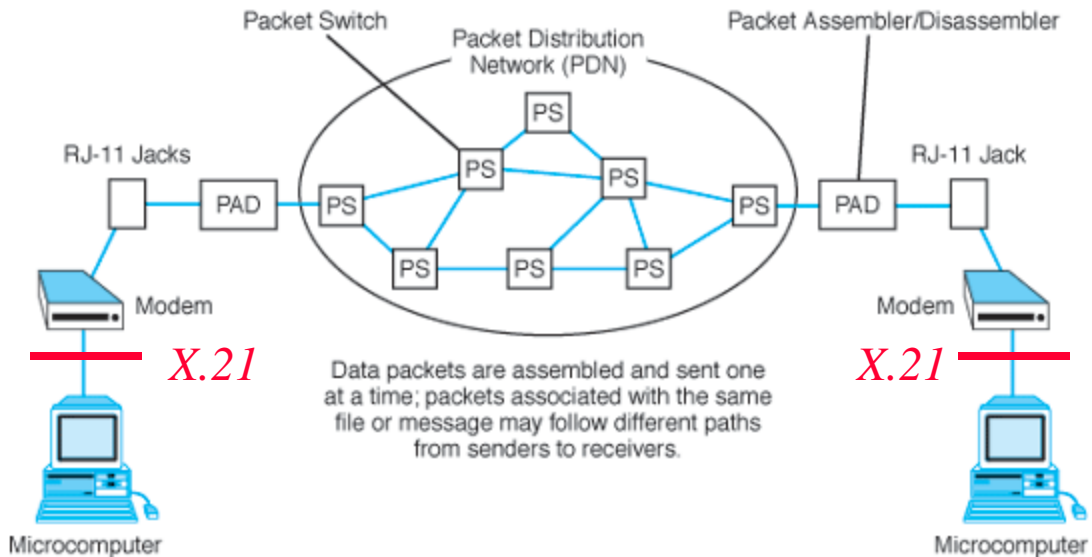 Packet Switch
Packet Assembler/Disassembler
Packet Distribution
Network (PDN)
PS
RJ-11 Jacks
RJ-11 Jack
PS
PS
PAD
PS
PS
PAD
PS
PS
PS
Modem
Modem
X.21
X.21
Data packets are assembled and sent one
at a time; packets associated with the same
file or message may follow different paths
from senders to receivers.
Microcomputer
Microcomputer